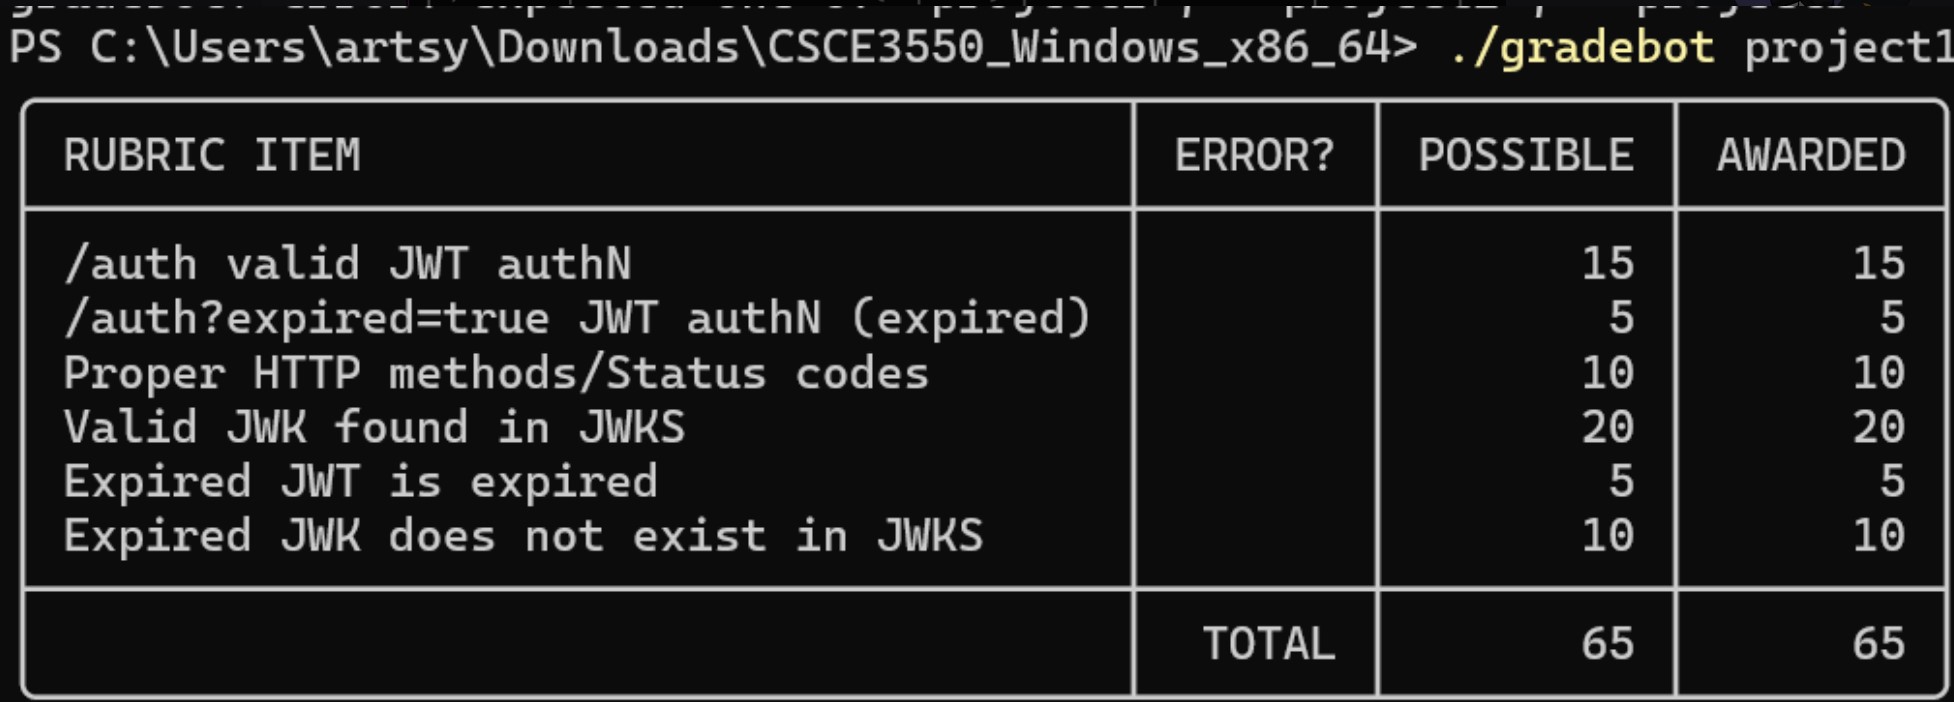 PS C:\Users\artsy\Downloads\CSCE3550_Windows_x86_64> ./gradebot project1
RUBRIC ITEM ERROR? POSSIBLE AWARDED
/auth valid JWT authN 15 15
/auth?expired=true JWT authN (expired) 5 5
Proper HTTP methods/Status codes 10 10
Valid JWK found in JWKS 20 20
Expired JWT is expired 5 5
Expired JWK does not exist in JWKS 10 10
TOTAL 65 65